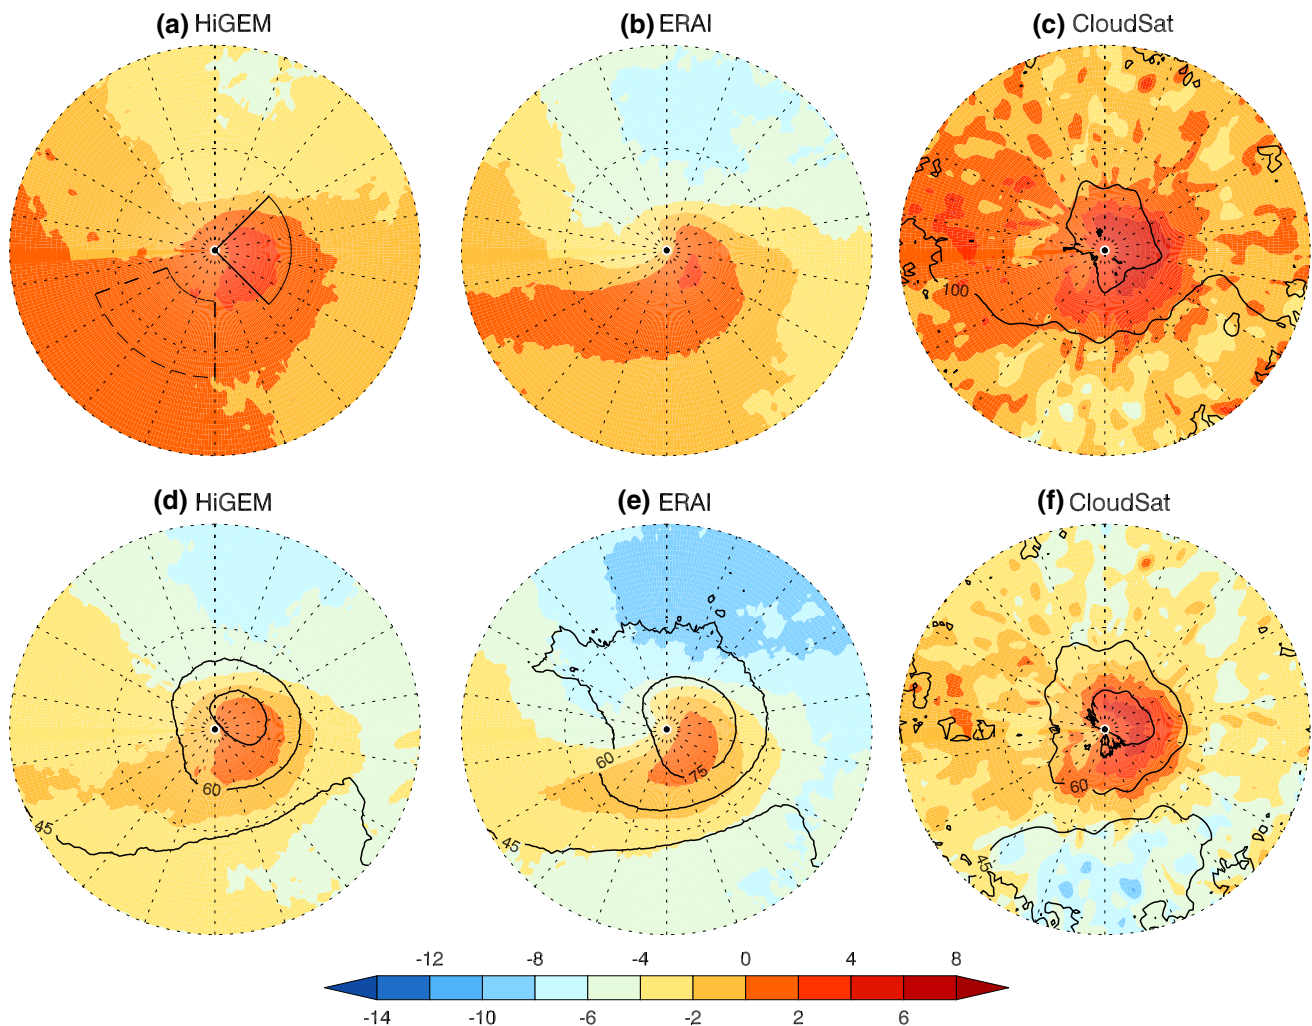 (a) HiGEM
(b) ERAI
(c) CloudSat
100
(d) HiGEM
(e) ERAI
(f) CloudSat
60
45
60
75
45
60
45
-12 -8 -4 0 4 8
-14 -10 -6 -2 2 6